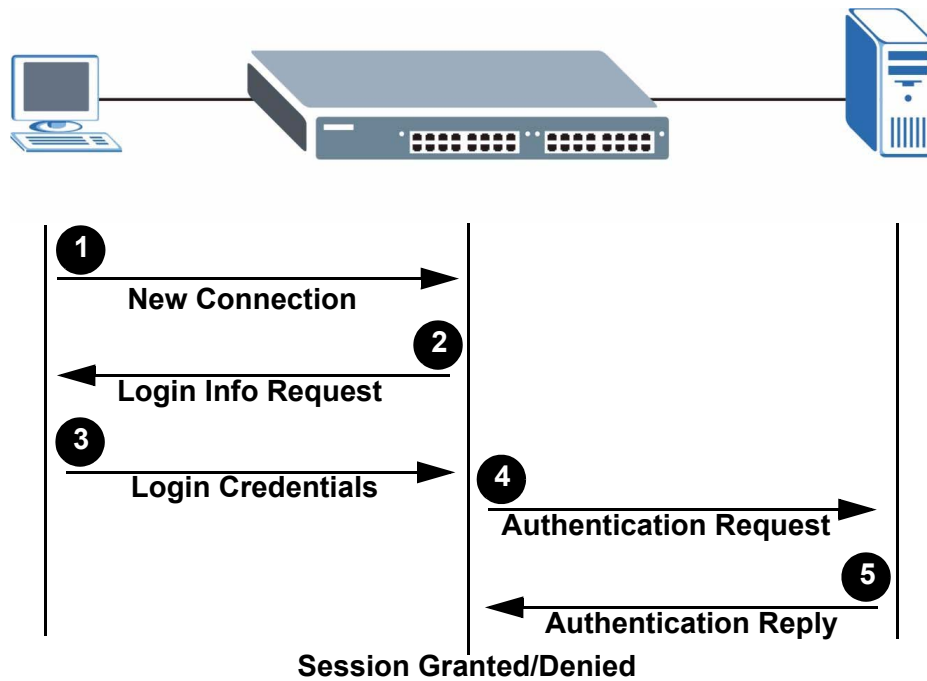 1
New Connection
2
Login Info Request
3
Login Credentials
4
Authentication Request
5
Authentication Reply
Session Granted/Denied